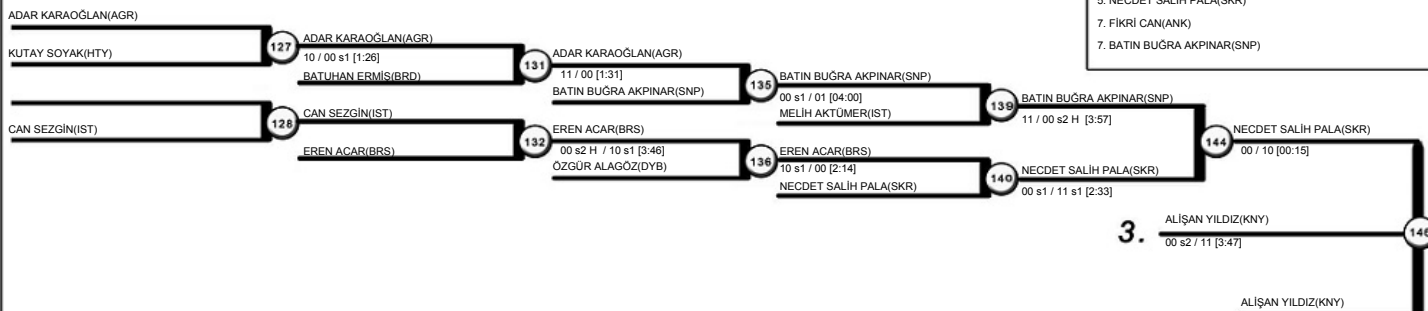 5. NECDET SALİH PALA(SKR)
7. FİKRİ CAN(ANK)
7. BATIN BUĞRA AKPINAR(SNP)
ADAR KARAOĞLAN(AGR)
KUTAY SOYAK(HTY)
127
ADAR KARAOĞLAN(AGR)
10 / 00 s1 [1:26]
BATUHAN ERMİŞ(BRD)
131
ADAR KARAOĞLAN(AGR)
11 / 00 [1:31]
BATIN BUĞRA AKPINAR(SNP)
135
BATIN BUĞRA AKPINAR(SNP)
00 s1 / 01 [04:00]
MELİH AKTÜMER(IST)
139
BATIN BUĞRA AKPINAR(SNP)
11 / 00 s2 H [3:57]
CAN SEZGİN(IST)
128
CAN SEZGİN(IST)
EREN ACAR(BRS)
132
EREN ACAR(BRS)
00 s2 H / 10 s1 [3:46]
ÖZGÜR ALAGÖZ(DYB)
136
EREN ACAR(BRS)
10 s1 / 00 [2:14]
NECDET SALİH PALA(SKR)
140
NECDET SALİH PALA(SKR)
00 s1 / 11 s1 [2:33]
144
NECDET SALİH PALA(SKR)
00 / 10 [00:15]
3.
ALİŞAN YILDIZ(KNY)
00 s2 / 11 [3:47]
146
ALİŞAN YILDIZ(KNY)